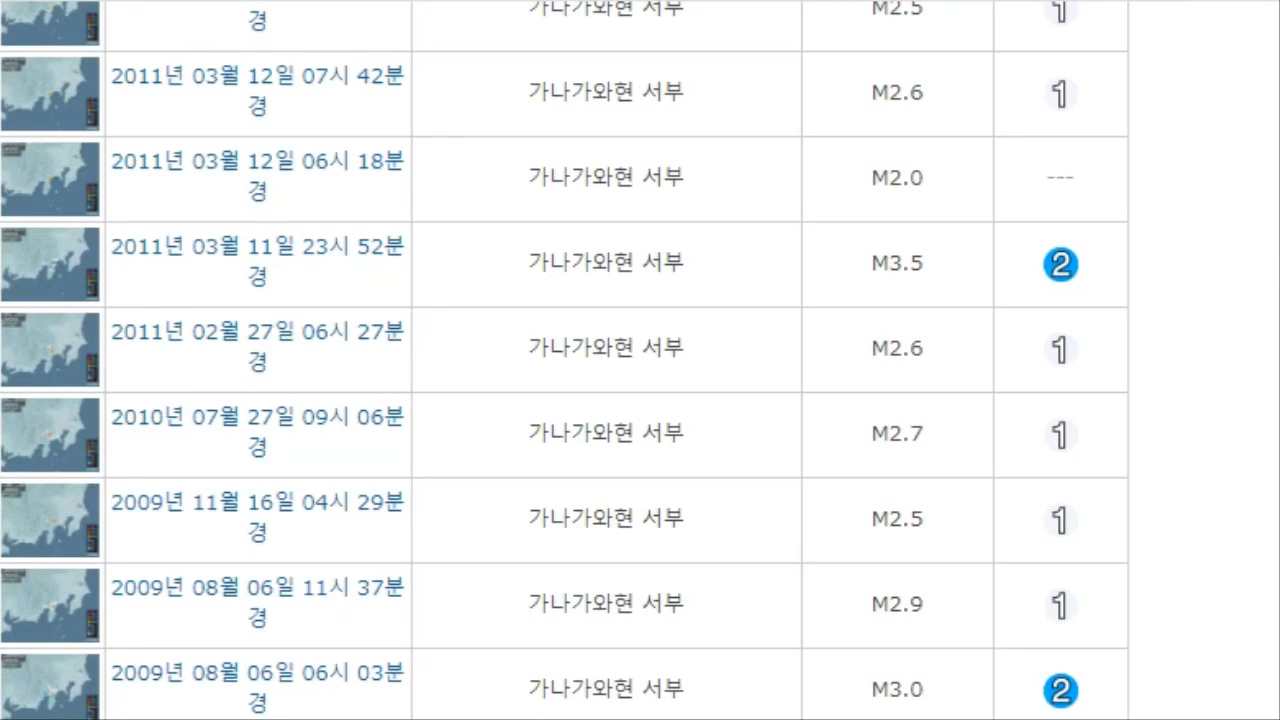 경 가나가와현 서부 M2.5 1
2011년 03월 12일 07시 42분
경 가나가와현 서부 M2.6 1
2011년 03월 12일 06시 18분
경 가나가와현 서부 M2.0 ---
2011년 03월 11일 23시 52분
경 가나가와현 서부 M3.5 2
2011년 02월 27일 06시 27분
경 가나가와현 서부 M2.6 1
2010년 07월 27일 09시 06분
경 가나가와현 서부 M2.7 1
2009년 11월 16일 04시 29분
경 가나가와현 서부 M2.5 1
2009년 08월 06일 11시 37분
경 가나가와현 서부 M2.9 1
2009년 08월 06일 06시 03분
경 가나가와현 서부 M3.0 2